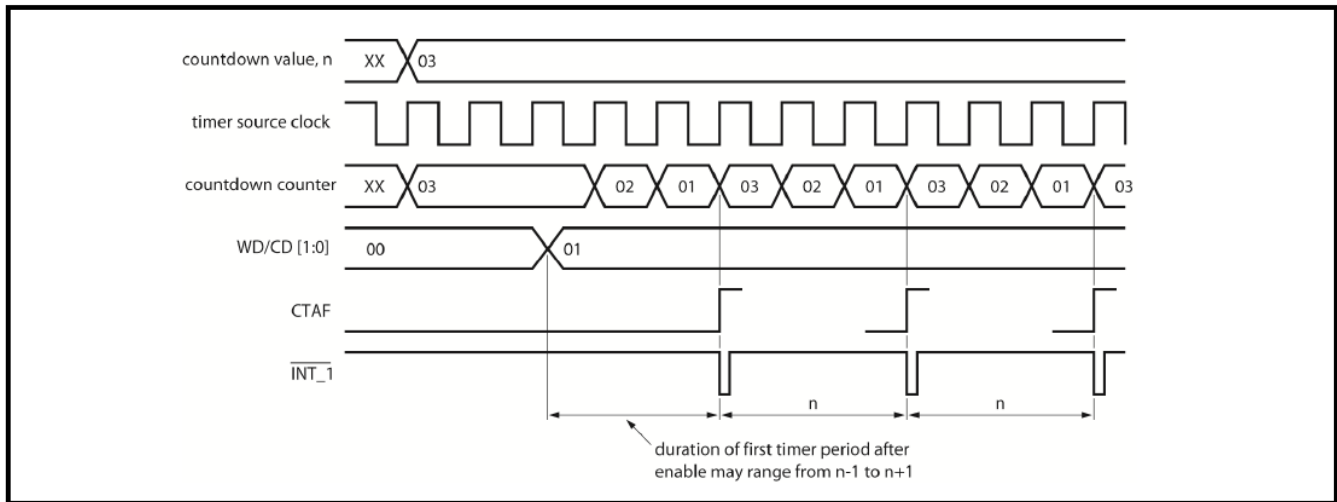 countdown value, n XX 03
timer source clock
countdown counter XX 03 02 01 03 02 01 03 02 01 03
WD/CD [1:0] 00 01
CTAF
INT_1
n n
duration of first timer period after
enable may range from n-1 to n+1